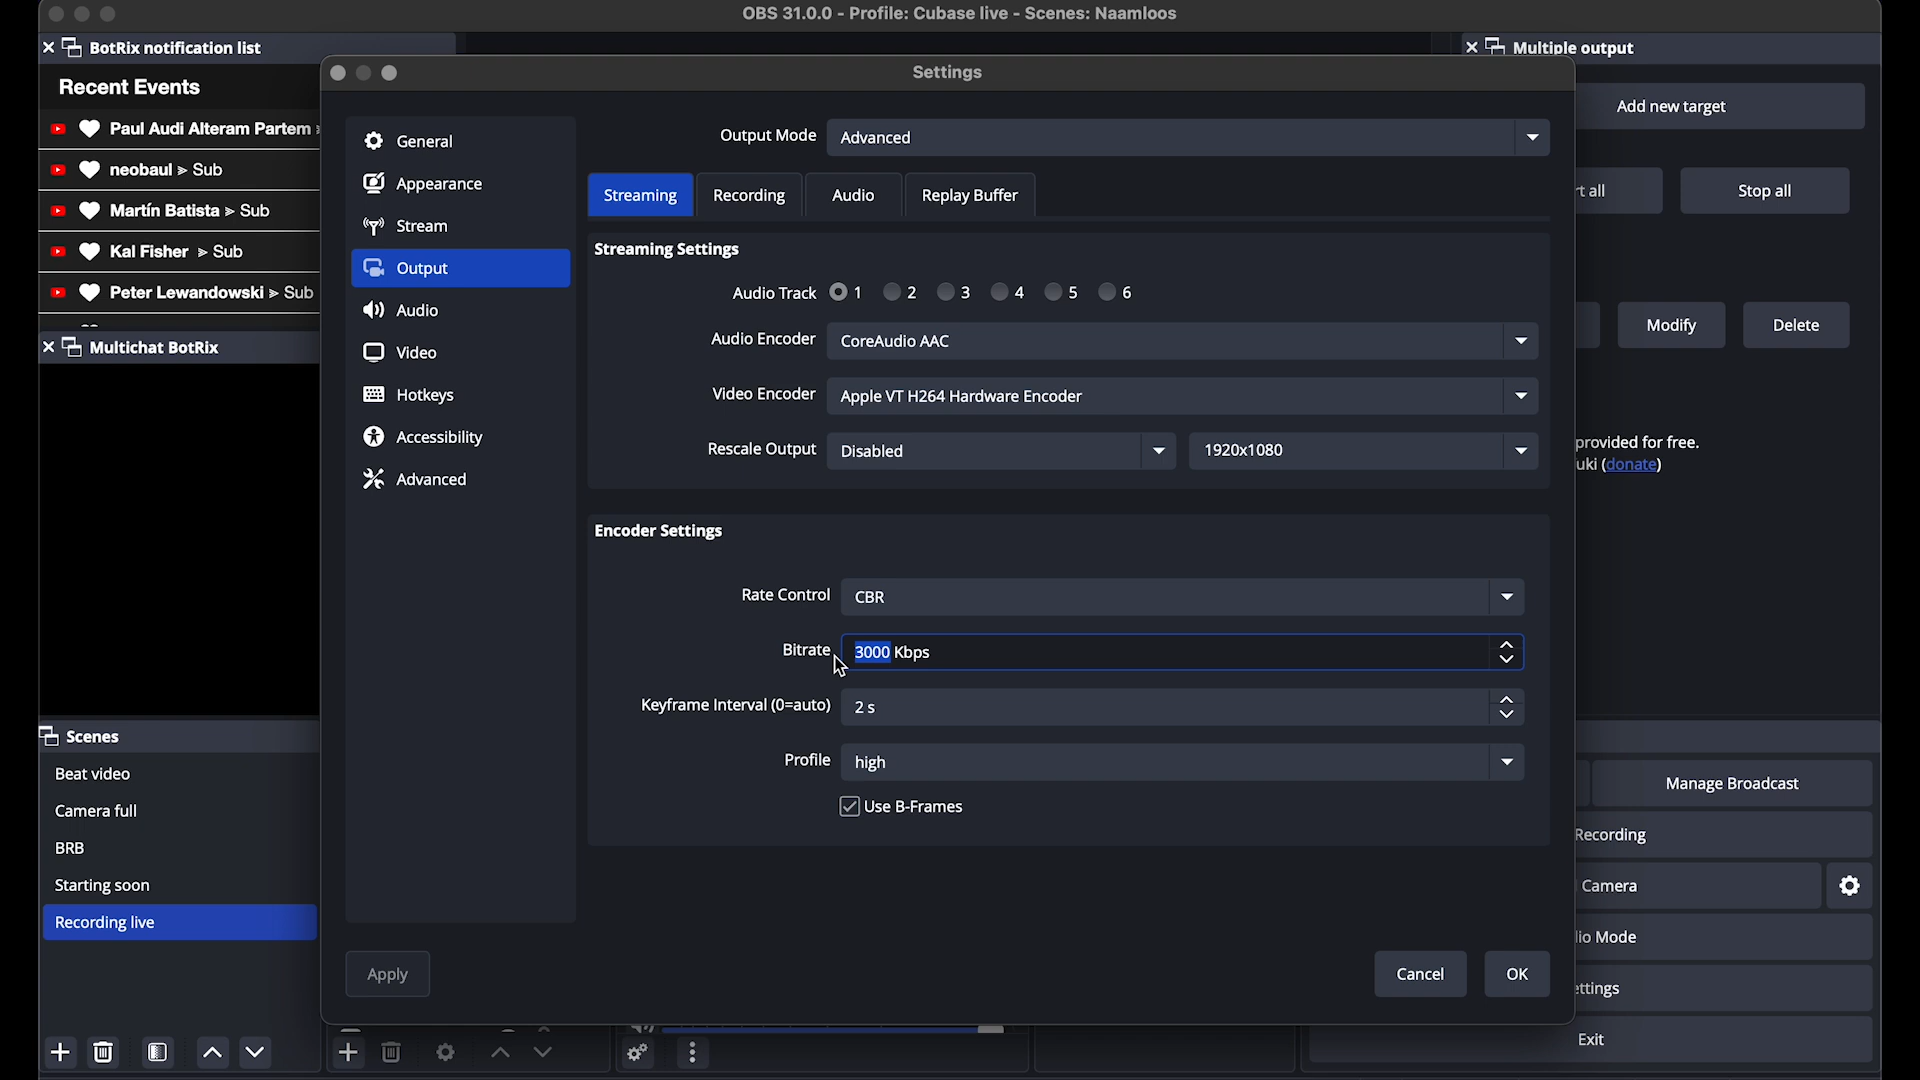 OBS 31.0.0 - Profile: Cubase live - Scenes: Naamloos
BotRix notification list
Recent Events
Paul Audi Alteram Partem
neobaul ➢ Sub
Martín Batista ➢ Sub
Kal Fisher ➢ Sub
Peter Lewandowski ➢ Sub
Multichat BotRix
Scenes
Beat video
Camera full
BRB
Starting soon
Recording live
Settings
General
Appearance
Stream
Output
Audio
Video
Hotkeys
Accessibility
Advanced
Output Mode Advanced
Streaming Recording Audio Replay Buffer
Streaming Settings
Audio Track 1 2 3 4 5 6
Audio Encoder CoreAudio AAC
Video Encoder Apple VT H264 Hardware Encoder
Rescale Output Disabled 1920x1080
Encoder Settings
Rate Control CBR
Bitrate 3000 Kbps
Keyframe Interval (0=auto) 2 s
Profile high
Use B-Frames
Apply Cancel OK
Multiple output
Add new target
rt all Stop all
Modify Delete
provided for free.
uki (donate)
Manage Broadcast
Recording
Camera
io Mode
ettings
Exit